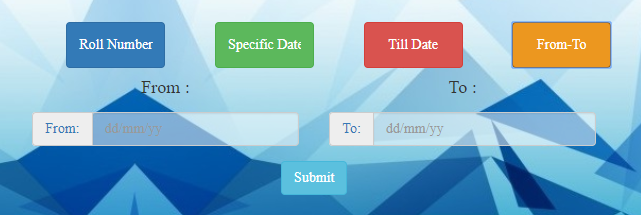 Roll Number Specific Date Till Date From-To
From : To :
From: dd/mm/yy To: dd/mm/yy
Submit